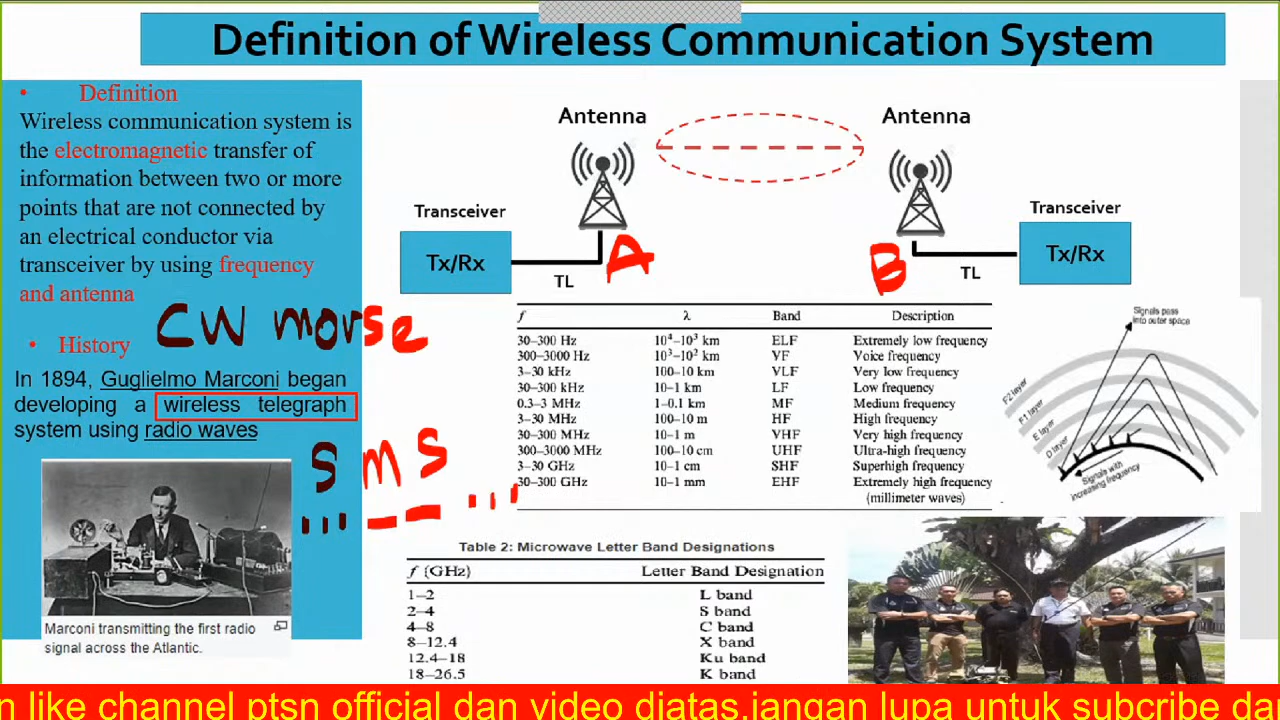 Definition of Wireless Communication System
• Definition
Wireless communication system is
the electromagnetic transfer of
information between two or more
points that are not connected by
an electrical conductor via
transceiver by using frequency
and antenna
CW morse
• History
In 1894, Guglielmo Marconi began
developing a wireless telegraph
system using radio waves
S M S
... – – ...
Marconi transmitting the first radio
signal across the Atlantic.
Antenna
Antenna
Transceiver
Transceiver
Tx/Rx
TL
A
B
TL
Tx/Rx
f λ Band Description
30–300 Hz 10⁴–10³ km ELF Extremely low frequency
300–3000 Hz 10³–10² km VF Voice frequency
3–30 kHz 100–10 km VLF Very low frequency
30–300 kHz 10–1 km LF Low frequency
0.3–3 MHz 1–0.1 km MF Medium frequency
3–30 MHz 100–10 m HF High frequency
30–300 MHz 10–1 m VHF Very high frequency
300–3000 MHz 100–10 cm UHF Ultra-high frequency
3–30 GHz 10–1 cm SHF Superhigh frequency
30–300 GHz 10–1 mm EHF Extremely high frequency
(millimeter waves)
Signals pass
into outer space
F2 layer
F1 layer
E layer
D layer
Signals with
increasing frequency
Table 2: Microwave Letter Band Designations
f (GHz) Letter Band Designation
1–2 L band
2–4 S band
4–8 C band
8–12.4 X band
12.4–18 Ku band
18–26.5 K band
n like channel ptsn official dan video diatas,jangan lupa untuk subcribe da